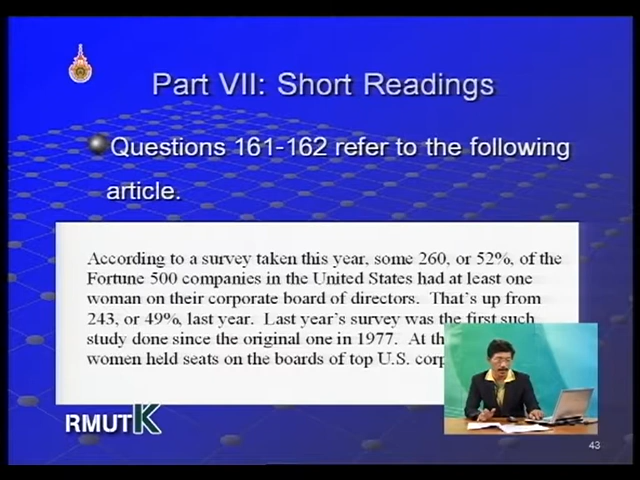 Part VII: Short Readings
Questions 161-162 refer to the following
article.
According to a survey taken this year, some 260, or 52%, of the
Fortune 500 companies in the United States had at least one
woman on their corporate board of directors. That's up from
243, or 49%, last year. Last year's survey was the first such
study done since the original one in 1977. At
women held seats on the boards of top U.S.
RMUTK
43